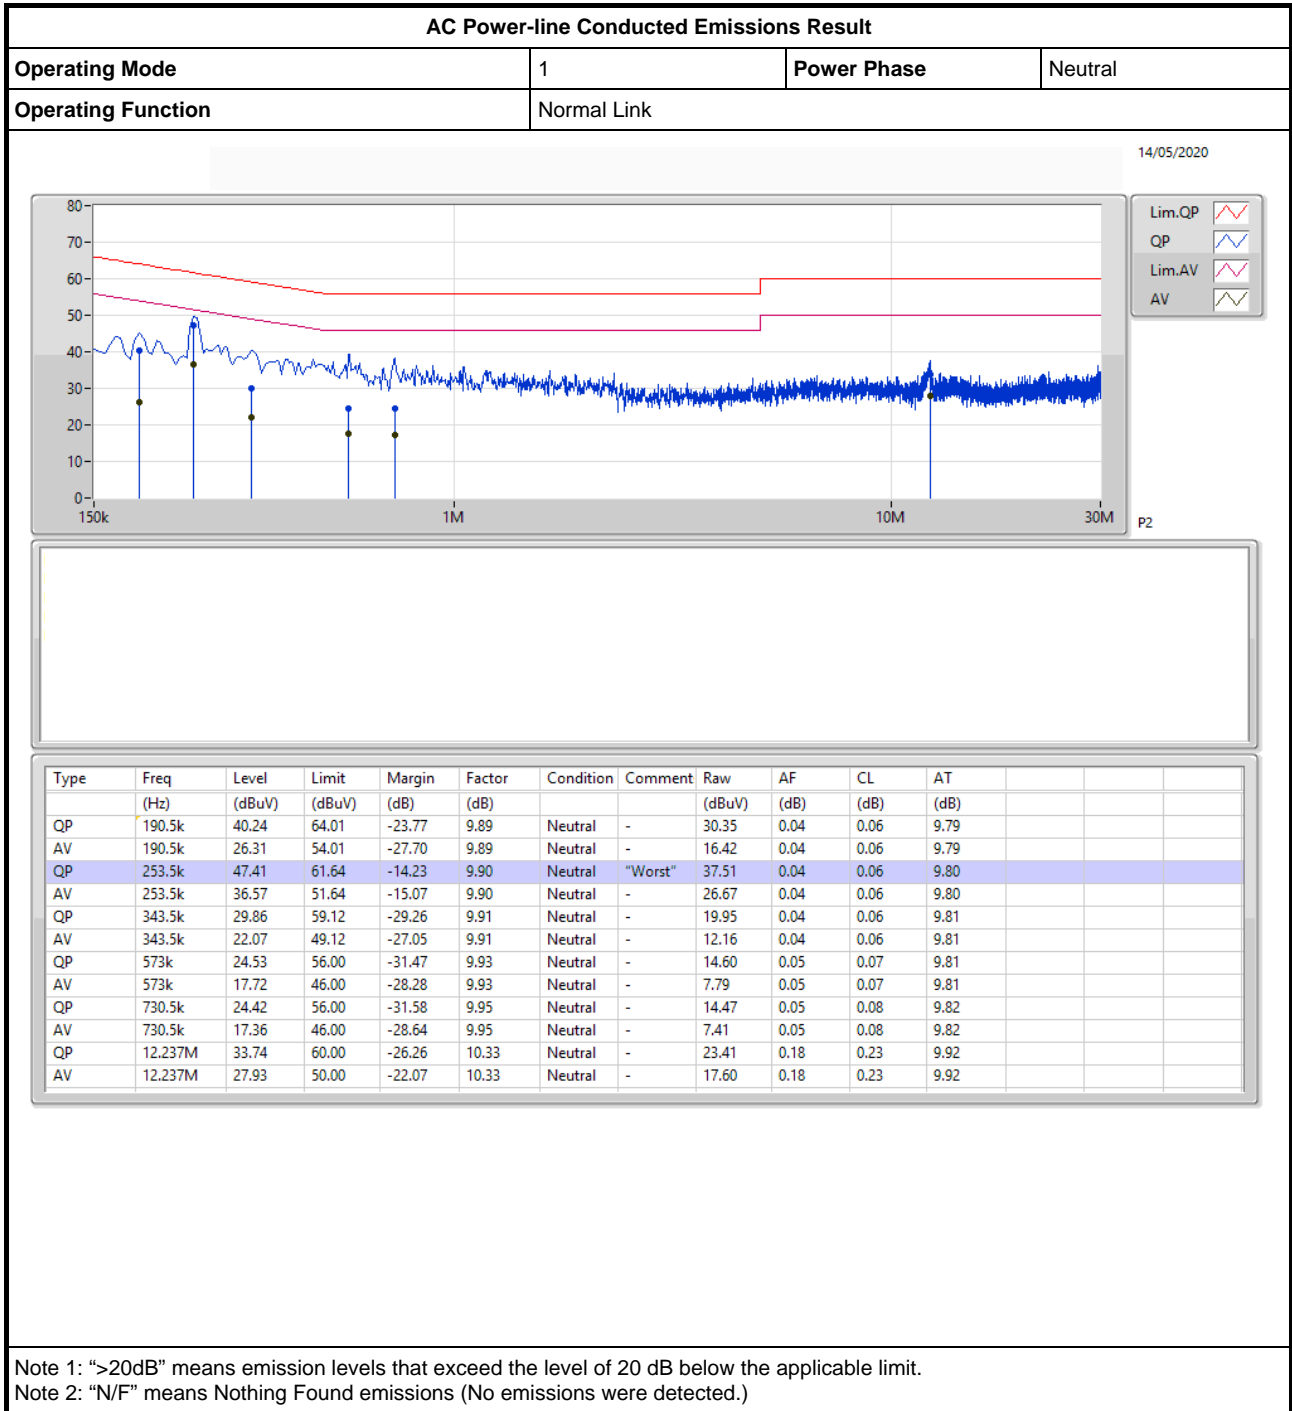 AC Power-line Conducted Emissions Result
Operating Mode 1 Power Phase Neutral
Operating Function Normal Link
14/05/2020
80
70
60
50
40
30
20
10
0
150k 1M 10M 30M
Lim.QP
QP
Lim.AV
AV
P2
Type Freq Level Limit Margin Factor Condition Comment Raw AF CL AT
(Hz) (dBuV) (dBuV) (dB) (dB) (dBuV) (dB) (dB) (dB)
QP 190.5k 40.24 64.01 -23.77 9.89 Neutral - 30.35 0.04 0.06 9.79
AV 190.5k 26.31 54.01 -27.70 9.89 Neutral - 16.42 0.04 0.06 9.79
QP 253.5k 47.41 61.64 -14.23 9.90 Neutral "Worst" 37.51 0.04 0.06 9.80
AV 253.5k 36.57 51.64 -15.07 9.90 Neutral - 26.67 0.04 0.06 9.80
QP 343.5k 29.86 59.12 -29.26 9.91 Neutral - 19.95 0.04 0.06 9.81
AV 343.5k 22.07 49.12 -27.05 9.91 Neutral - 12.16 0.04 0.06 9.81
QP 573k 24.53 56.00 -31.47 9.93 Neutral - 14.60 0.05 0.07 9.81
AV 573k 17.72 46.00 -28.28 9.93 Neutral - 7.79 0.05 0.07 9.81
QP 730.5k 24.42 56.00 -31.58 9.95 Neutral - 14.47 0.05 0.08 9.82
AV 730.5k 17.36 46.00 -28.64 9.95 Neutral - 7.41 0.05 0.08 9.82
QP 12.237M 33.74 60.00 -26.26 10.33 Neutral - 23.41 0.18 0.23 9.92
AV 12.237M 27.93 50.00 -22.07 10.33 Neutral - 17.60 0.18 0.23 9.92
Note 1: “>20dB” means emission levels that exceed the level of 20 dB below the applicable limit.
Note 2: “N/F” means Nothing Found emissions (No emissions were detected.)